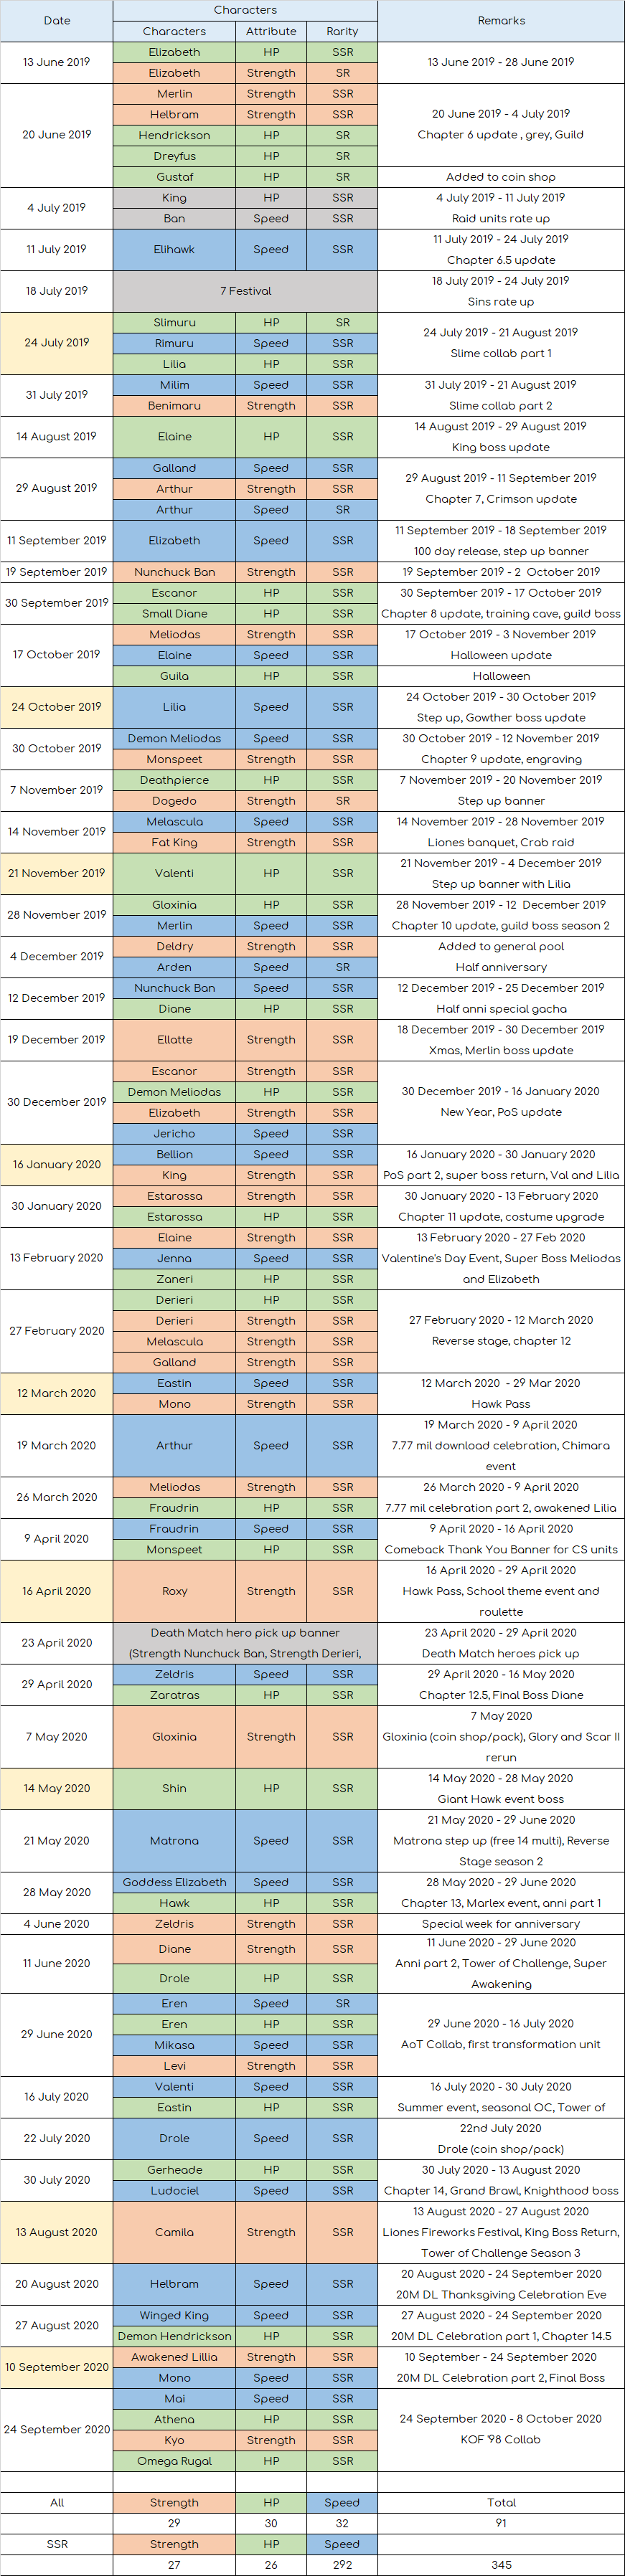 Date Characters Remarks
Characters Attribute Rarity
13 June 2019 Elizabeth HP SSR 13 June 2019 - 28 June 2019
Elizabeth Strength SR
20 June 2019 Merlin Strength SSR 20 June 2019 - 4 July 2019
Helbram Strength SSR Chapter 6 update , grey, Guild
Hendrickson HP SR
Dreyfus HP SR
Gustaf HP SR Added to coin shop
4 July 2019 King HP SSR 4 July 2019 - 11 July 2019
Ban Speed SSR Raid units rate up
11 July 2019 Elihawk Speed SSR 11 July 2019 - 24 July 2019
Chapter 6.5 update
18 July 2019 7 Festival 18 July 2019 - 24 July 2019
Sins rate up
24 July 2019 Slimuru HP SR 24 July 2019 - 21 August 2019
Rimuru Speed SSR Slime collab part 1
Lilia HP SSR
31 July 2019 Milim Speed SSR 31 July 2019 - 21 August 2019
Benimaru Strength SSR Slime collab part 2
14 August 2019 Elaine HP SSR 14 August 2019 - 29 August 2019
King boss update
29 August 2019 Galland Speed SSR 29 August 2019 - 11 September 2019
Arthur Strength SSR Chapter 7, Crimson update
Arthur Speed SR
11 September 2019 Elizabeth Speed SSR 11 September 2019 - 18 September 2019
100 day release, step up banner
19 September 2019 Nunchuck Ban Strength SSR 19 September 2019 - 2 October 2019
30 September 2019 Escanor HP SSR 30 September 2019 - 17 October 2019
Small Diane HP SSR Chapter 8 update, training cave, guild boss
17 October 2019 Meliodas Strength SSR 17 October 2019 - 3 November 2019
Elaine Speed SSR Halloween update
Guila HP SSR Halloween
24 October 2019 Lilia Speed SSR 24 October 2019 - 30 October 2019
Step up, Gowther boss update
30 October 2019 Demon Meliodas Speed SSR 30 October 2019 - 12 November 2019
Monspeet Strength SSR Chapter 9 update, engraving
7 November 2019 Deathpierce HP SSR 7 November 2019 - 20 November 2019
Dogedo Strength SR Step up banner
14 November 2019 Melascula Speed SSR 14 November 2019 - 28 November 2019
Fat King Strength SSR Liones banquet, Crab raid
21 November 2019 Valenti HP SSR 21 November 2019 - 4 December 2019
Step up banner with Lilia
28 November 2019 Gloxinia HP SSR 28 November 2019 - 12 December 2019
Merlin Speed SSR Chapter 10 update, guild boss season 2
4 December 2019 Deldry Strength SSR Added to general pool
Arden Speed SR Half anniversary
12 December 2019 Nunchuck Ban Speed SSR 12 December 2019 - 25 December 2019
Diane HP SSR Half anni special gacha
19 December 2019 Ellatte Strength SSR 18 December 2019 - 30 December 2019
Xmas, Merlin boss update
30 December 2019 Escanor Strength SSR 30 December 2019 - 16 January 2020
Demon Meliodas HP SSR New Year, PoS update
Elizabeth Strength SSR
Jericho Speed SSR
16 January 2020 Bellion Speed SSR 16 January 2020 - 30 January 2020
King Strength SSR PoS part 2, super boss return, Val and Lilia
30 January 2020 Estarossa Strength SSR 30 January 2020 - 13 February 2020
Estarossa HP SSR Chapter 11 update, costume upgrade
13 February 2020 Elaine Strength SSR 13 February 2020 - 27 Feb 2020
Jenna Speed SSR Valentine's Day Event, Super Boss Meliodas
Zaneri HP SSR and Elizabeth
27 February 2020 Derieri HP SSR 27 February 2020 - 12 March 2020
Derieri Strength SSR Reverse stage, chapter 12
Melascula Strength SSR
Galland Strength SSR
12 March 2020 Eastin Speed SSR 12 March 2020 - 29 Mar 2020
Mono Strength SSR Hawk Pass
19 March 2020 Arthur Speed SSR 19 March 2020 - 9 April 2020
7.77 mil download celebration, Chimara
event
26 March 2020 Meliodas Strength SSR 26 March 2020 - 9 April 2020
Fraudrin HP SSR 7.77 mil celebration part 2, awakened Lilia
9 April 2020 Fraudrin Speed SSR 9 April 2020 - 16 April 2020
Monspeet HP SSR Comeback Thank You Banner for CS units
16 April 2020 Roxy Strength SSR 16 April 2020 - 29 April 2020
Hawk Pass, School theme event and
roulette
23 April 2020 Death Match hero pick up banner 23 April 2020 - 29 April 2020
(Strength Nunchuck Ban, Strength Derieri, Death Match heroes pick up
29 April 2020 Zeldris Speed SSR 29 April 2020 - 16 May 2020
Zaratras HP SSR Chapter 12.5, Final Boss Diane
7 May 2020 Gloxinia Strength SSR 7 May 2020
Gloxinia (coin shop/pack), Glory and Scar II
rerun
14 May 2020 Shin HP SSR 14 May 2020 - 28 May 2020
Giant Hawk event boss
21 May 2020 Matrona Speed SSR 21 May 2020 - 29 June 2020
Matrona step up (free 14 multi), Reverse
Stage season 2
28 May 2020 Goddess Elizabeth Speed SSR 28 May 2020 - 29 June 2020
Hawk HP SSR Chapter 13, Marlex event, anni part 1
4 June 2020 Zeldris Strength SSR Special week for anniversary
11 June 2020 Diane Strength SSR 11 June 2020 - 29 June 2020
Drole HP SSR Anni part 2, Tower of Challenge, Super
Awakening
29 June 2020 Eren Speed SR 29 June 2020 - 16 July 2020
Eren HP SSR AoT Collab, first transformation unit
Mikasa Speed SSR
Levi Strength SSR
16 July 2020 Valenti Speed SSR 16 July 2020 - 30 July 2020
Eastin HP SSR Summer event, seasonal OC, Tower of
22 July 2020 Drole Speed SSR 22nd July 2020
Drole (coin shop/pack)
30 July 2020 Gerheade HP SSR 30 July 2020 - 13 August 2020
Ludociel Speed SSR Chapter 14, Grand Brawl, Knighthood boss
13 August 2020 Camila Strength SSR 13 August 2020 - 27 August 2020
Liones Fireworks Festival, King Boss Return,
Tower of Challenge Season 3
20 August 2020 Helbram Speed SSR 20 August 2020 - 24 September 2020
20M DL Thanksgiving Celebration Eve
27 August 2020 Winged King Speed SSR 27 August 2020 - 24 September 2020
Demon Hendrickson HP SSR 20M DL Celebration part 1, Chapter 14.5
10 September 2020 Awakened Lillia Strength SSR 10 September - 24 September 2020
Mono Speed SSR 20M DL Celebration part 2, Final Boss
24 September 2020 Mai Speed SSR 24 September 2020 - 8 October 2020
Athena HP SSR KOF '98 Collab
Kyo Strength SSR
Omega Rugal HP SSR
All Strength HP Speed Total
29 30 32 91
SSR Strength HP Speed
27 26 292 345